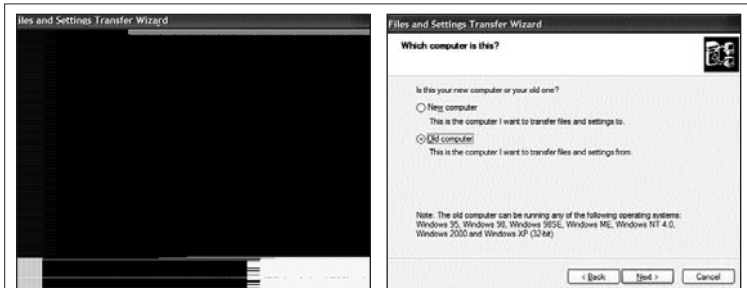 iles and Settings Transfer Wizard
Files and Settings Transfer Wizard
Which computer is this?
Is this your new computer or your old one?
New computer
This is the computer I want to transfer files and settings to.
Old computer
This is the computer I want to transfer files and settings from.
Note: The old computer can be running any of the following operating systems:
Windows 95, Windows 98, Windows 98SE, Windows ME, Windows NT 4.0,
Windows 2000 and Windows XP (32-bit)
< Back Next > Cancel